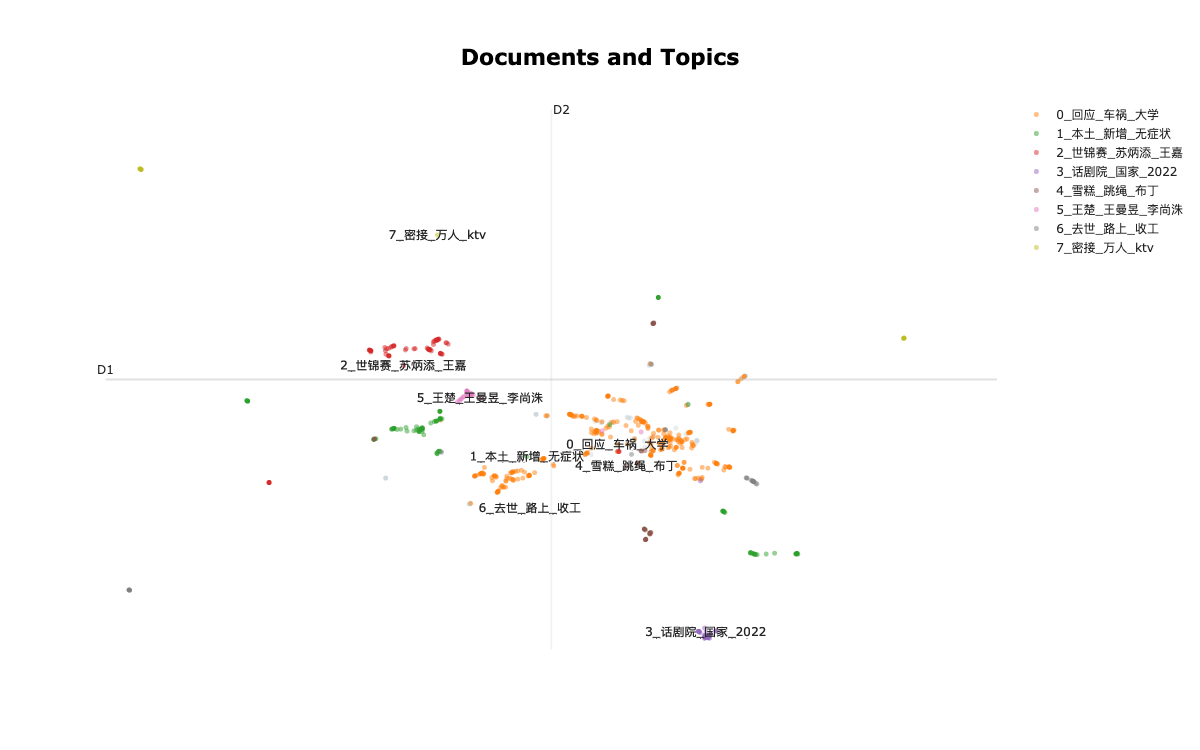 Documents and Topics
D2
0_回应_车祸_大学
1_本土_新增_无症状
2_世锦赛_苏炳添_王嘉
3_话剧院_国家_2022
4_雪糕_跳绳_布丁
5_王楚_王曼昱_李尚洙
6_去世_路上_收工
7_密接_万人_ktv
7_密接_万人_ktv
2_世锦赛_苏炳添_王嘉
D1
5_王楚_王曼昱_李尚洙
0_回应_车祸_大学
1_本土_新增_无症状
4_雪糕_跳绳_布丁
6_去世_路上_收工
3_话剧院_国家_2022